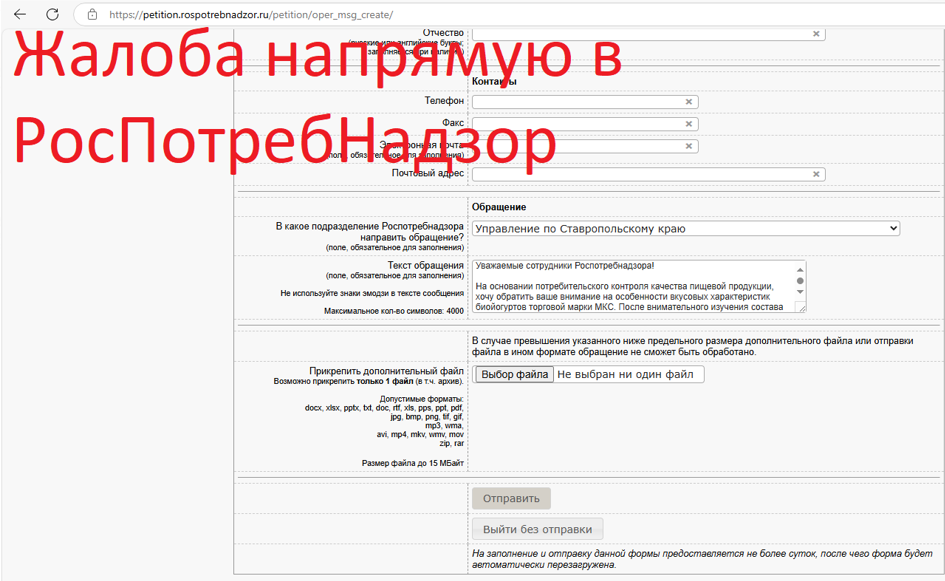 https://petition.rospotrebnadzor.ru/petition/oper_msg_create/
Жалоба напрямую в
РосПотребНадзор
Отчество
(русские или английские буквы,
заполняется при наличии)
Контакты
Телефон
Факс
Электронная почта
(поле, обязательное для заполнения)
Почтовый адрес
Обращение
В какое подразделение Роспотребнадзора
направить обращение?
(поле, обязательное для заполнения)
Управление по Ставропольскому краю
Текст обращения
(поле, обязательное для заполнения)
Не используйте знаки эмодзи в тексте сообщения
Максимальное кол-во символов: 4000
Уважаемые сотрудники Роспотребнадзора!
На основании потребительского контроля качества пищевой продукции,
хочу обратить ваше внимание на особенности вкусовых характеристик
биойогуртов торговой марки МКС. После внимательного изучения состава
В случае превышения указанного ниже предельного размера дополнительного файла или отправки
файла в ином формате обращение не сможет быть обработано.
Прикрепить дополнительный файл
Возможно прикрепить только 1 файл (в т.ч. архив).
Допустимые форматы:
docx, xlsx, pptx, txt, doc, rtf, xls, pps, ppt, pdf,
jpg, bmp, png, tif, gif,
mp3, wma,
avi, mp4, mkv, wmv, mov
zip, rar
Размер файла до 15 МБайт
Выбор файла Не выбран ни один файл
Отправить
Выйти без отправки
На заполнение и отправку данной формы предоставляется не более суток, после чего форма будет
автоматически перезагружена.